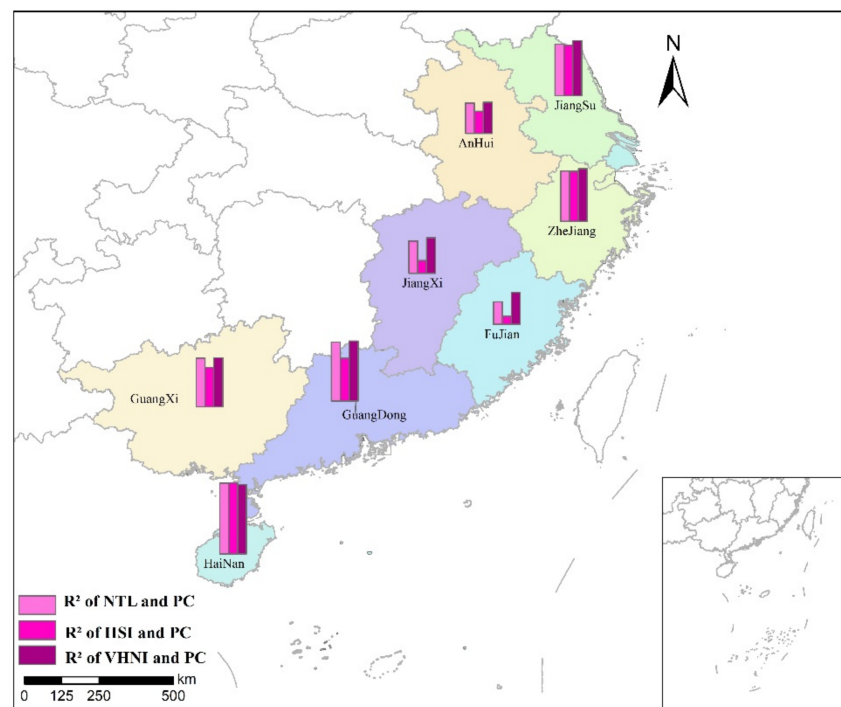 N
JiangSu
AnHui
ZheJiang
JiangXi
FuJian
GuangXi
GuangDong
HaiNan
R² of NTL and PC
R² of HSI and PC
R² of VHNI and PC
km
0 125 250 500